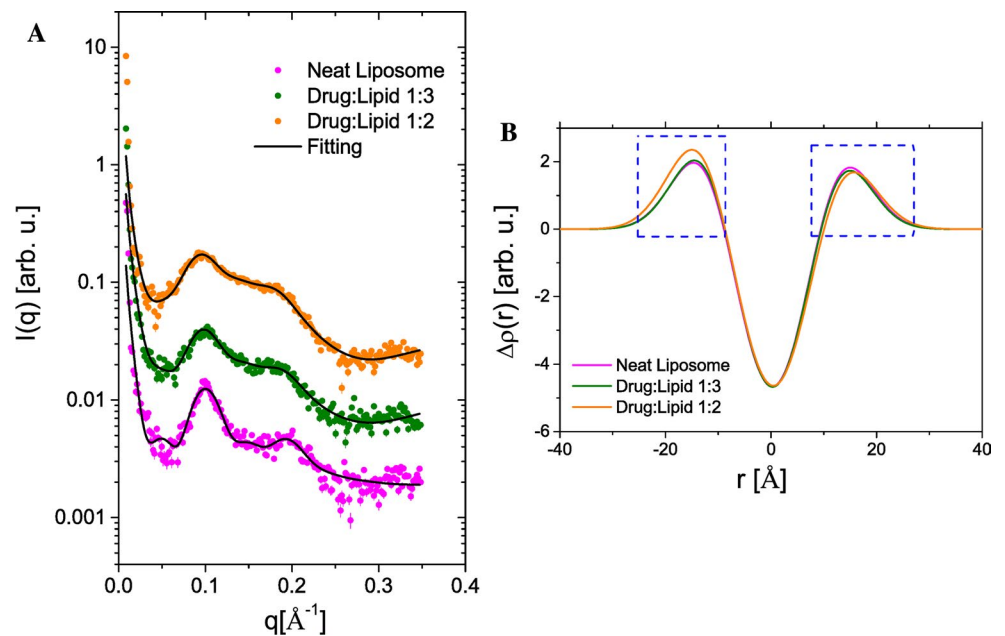 A
I(q) [arb. u.]
10
1
0.1
0.01
0.001
Neat Liposome
Drug:Lipid 1:3
Drug:Lipid 1:2
Fitting
0.0
0.1
0.2
0.3
0.4
q[Å⁻¹]
B
Δρ(r) [arb. u.]
2
0
-2
-4
-6
Neat Liposome
Drug:Lipid 1:3
Drug:Lipid 1:2
-40
-20
0
20
40
r [Å]